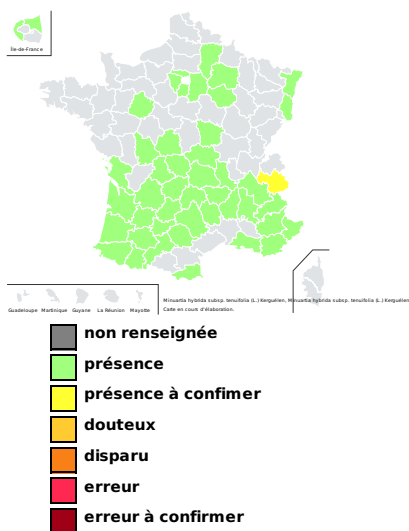 Île-de-France
Guadeloupe Martinique Guyane La Réunion Mayotte
Minuartia hybrida subsp. tenuifolia (L.) Kerguélen, Minuartia hybrida subsp. tenuifolia (L.) Kerguélen
Carte en cours d'élaboration.
non renseignée
présence
présence à confimer
douteux
disparu
erreur
erreur à confirmer